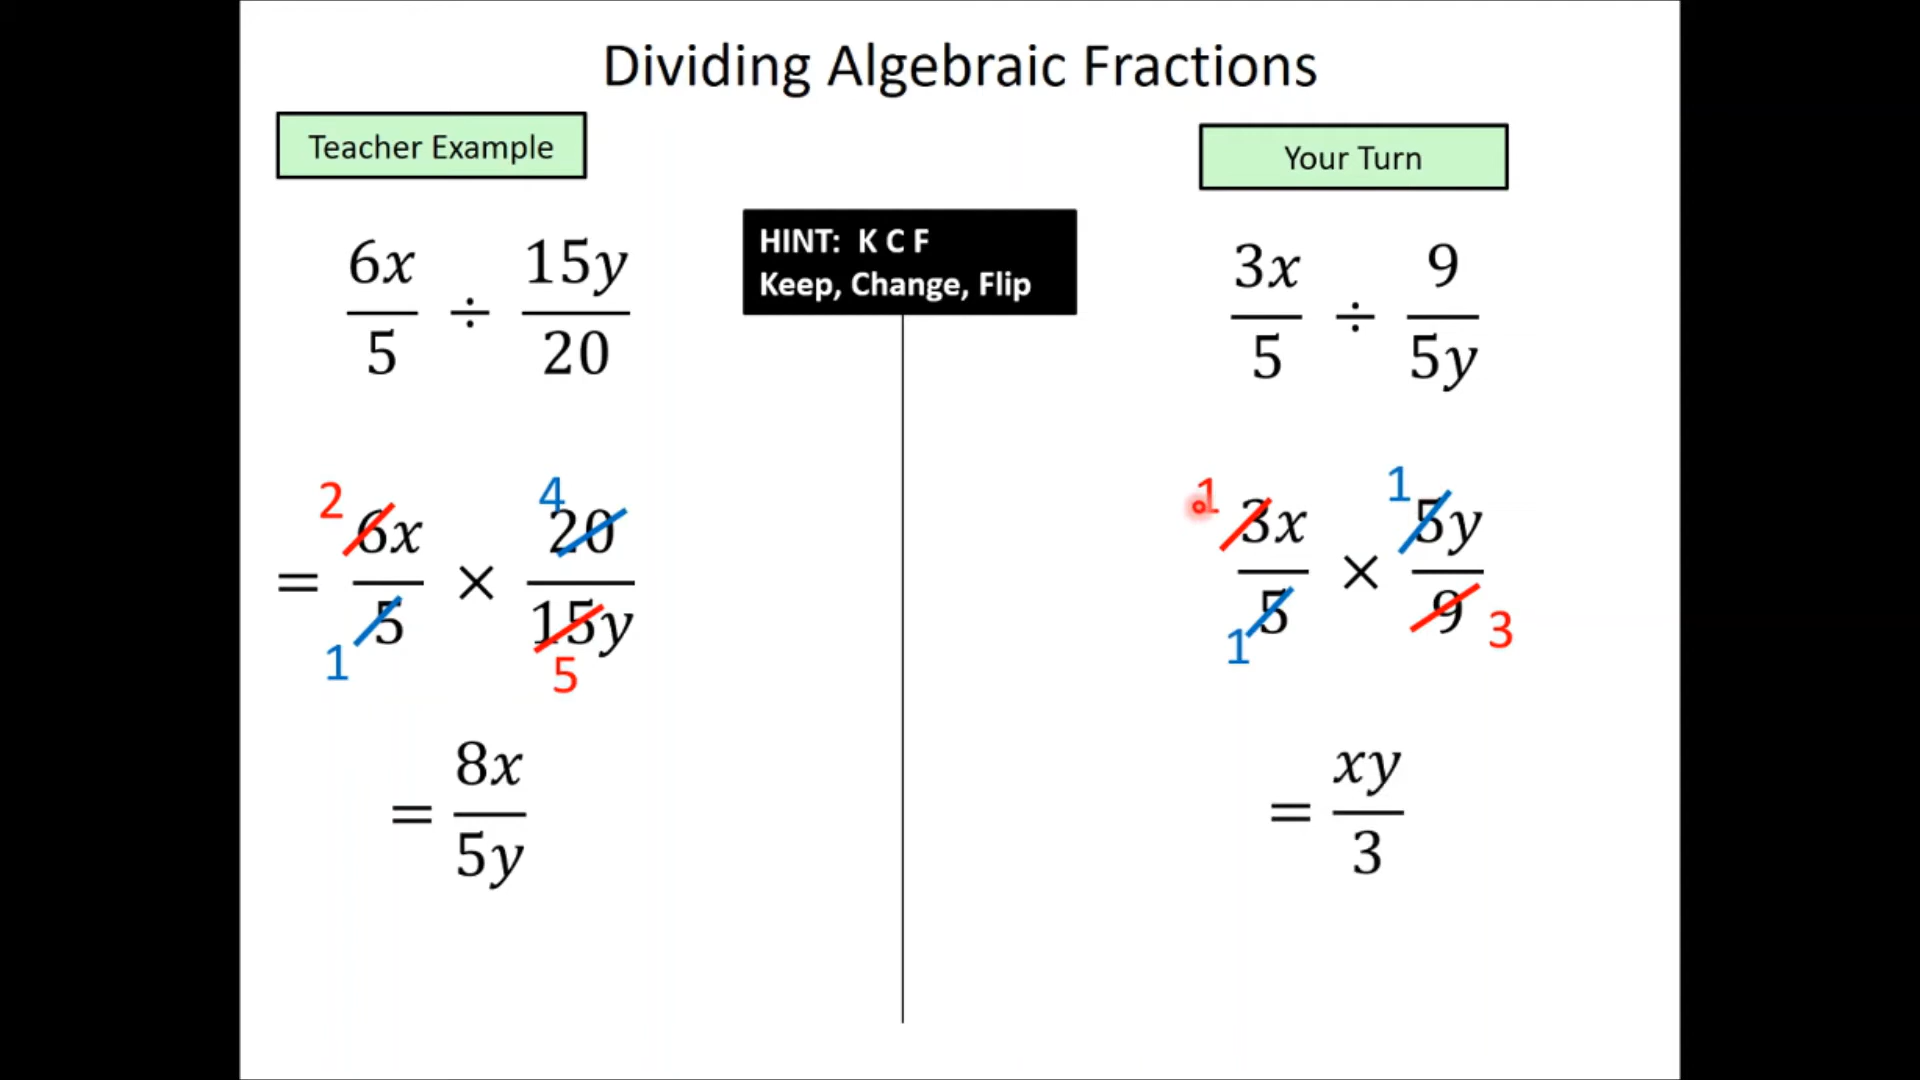 Dividing Algebraic Fractions
Teacher Example
6x/5 ÷ 15y/20
= 2 6x/5 1 × 4 20/15y 5
= 8x/5y
HINT: K C F
Keep, Change, Flip
Your Turn
3x/5 ÷ 9/5y
1 3x/5 1 × 1 5y/9 3
= xy/3